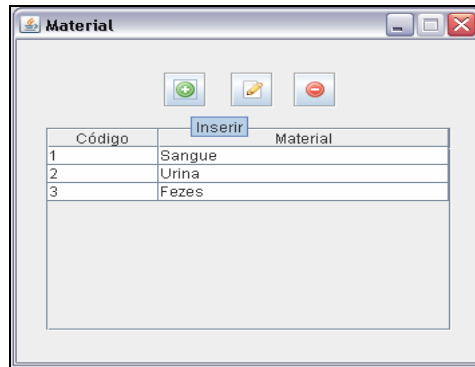 Material
Inserir
Código Material
1 Sangue
2 Urina
3 Fezes